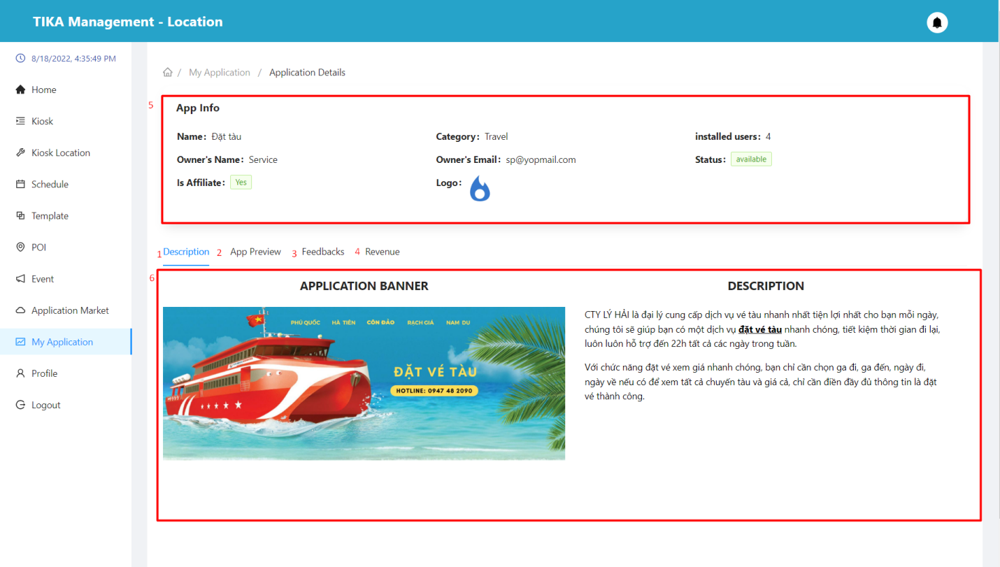 TIKA Management - Location
8/18/2022, 4:35:49 PM
Home
Kiosk
Kiosk Location
Schedule
Template
POI
Event
Application Market
My Application
Profile
Logout
/ My Application / Application Details
5
App Info
Name: Đặt tàu
Category: Travel
installed users: 4
Owner's Name: Service
Owner's Email: sp@yopmail.com
Status: available
Is Affiliate: Yes
Logo:
1 Description 2 App Preview 3 Feedbacks 4 Revenue
6
APPLICATION BANNER
PHÚ QUỐC HÀ TIÊN CÔN ĐẢO RẠCH GIÁ NAM DU
ĐẶT VÉ TÀU
HOTLINE: 0947 48 2090
DESCRIPTION
CTY LÝ HẢI là đại lý cung cấp dịch vụ vé tàu nhanh nhất tiện lợi nhất cho bạn mỗi ngày,
chúng tôi sẽ giúp bạn có một dịch vụ đặt vé tàu nhanh chóng, tiết kiệm thời gian đi lại,
luôn luôn hỗ trợ đến 22h tất cả các ngày trong tuần.
Với chức năng đặt vé xem giá nhanh chóng, bạn chỉ cần chọn ga đi, ga đến, ngày đi,
ngày về nếu có để xem tất cả chuyến tàu và giá cả, chỉ cần điền đầy đủ thông tin là đặt
vé thành công.